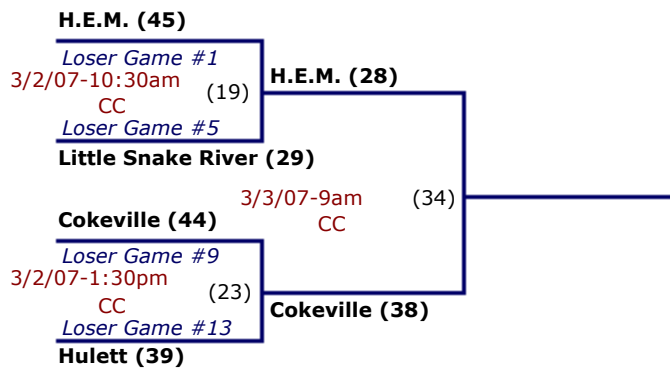 H.E.M. (45)
Loser Game #1
3/2/07-10:30am
CC
(19)
Loser Game #5
Little Snake River (29)
H.E.M. (28)
3/3/07-9am
CC
(34)
Cokeville (44)
Loser Game #9
3/2/07-1:30pm
CC
(23)
Loser Game #13
Hulett (39)
Cokeville (38)